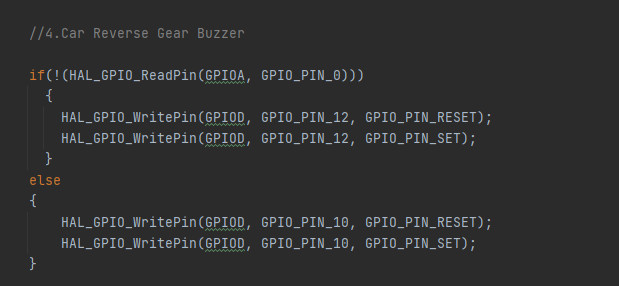 //4.Car Reverse Gear Buzzer
if(!(HAL_GPIO_ReadPin(GPIOA, GPIO_PIN_0)))
{
HAL_GPIO_WritePin(GPIOD, GPIO_PIN_12, GPIO_PIN_RESET);
HAL_GPIO_WritePin(GPIOD, GPIO_PIN_12, GPIO_PIN_SET);
}
else
{
HAL_GPIO_WritePin(GPIOD, GPIO_PIN_10, GPIO_PIN_RESET);
HAL_GPIO_WritePin(GPIOD, GPIO_PIN_10, GPIO_PIN_SET);
}